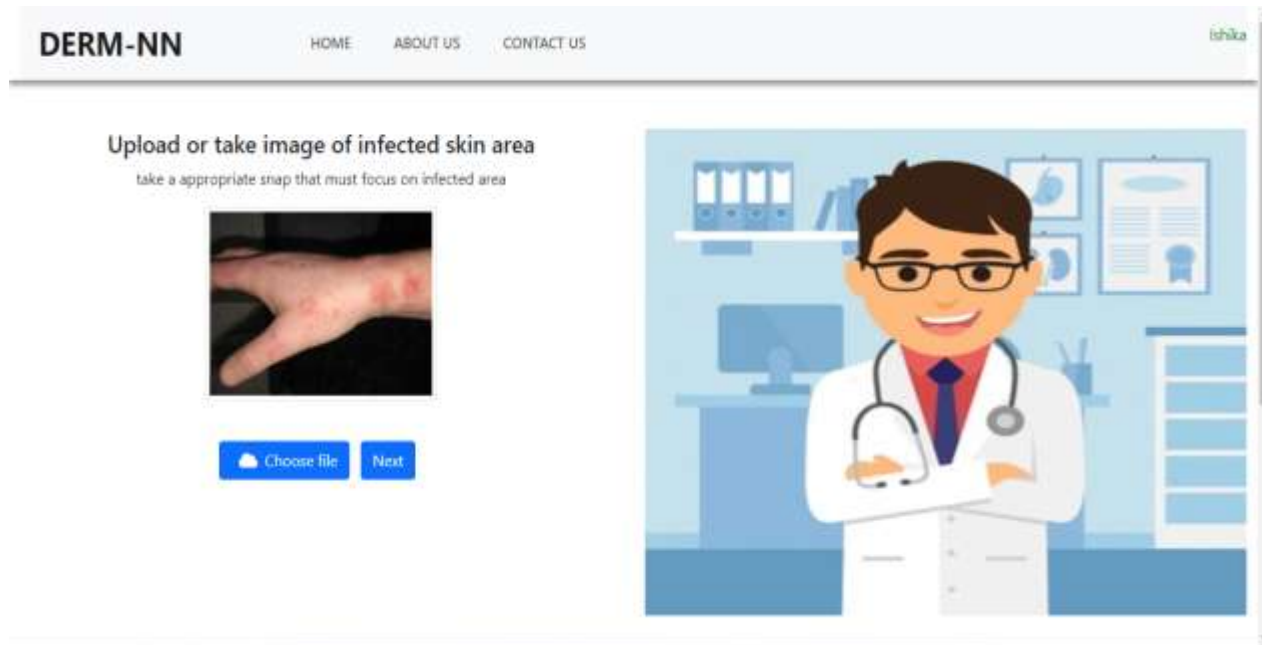 DERM-NN
HOME ABOUT US CONTACT US
ishika
Upload or take image of infected skin area
take a appropriate snap that must focus on infected area
Choose file Next